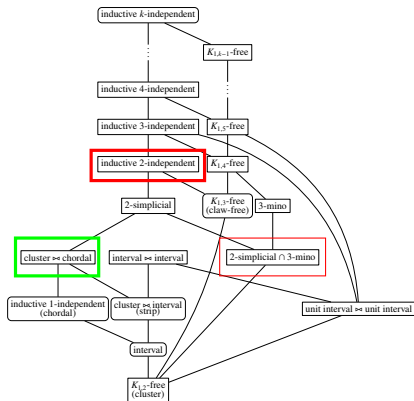 inductive k-independent
K1,k−1-free
inductive 4-independent
inductive 3-independent
K1,5-free
inductive 2-independent
K1,4-free
2-simplicial
K1,3-free
(claw-free)
3-mino
cluster ⋈ chordal
interval ⋈ interval
2-simplicial ∩ 3-mino
inductive 1-independent
(chordal)
cluster ⋈ interval
(strip)
unit interval ⋈ unit interval
interval
K1,2-free
(cluster)